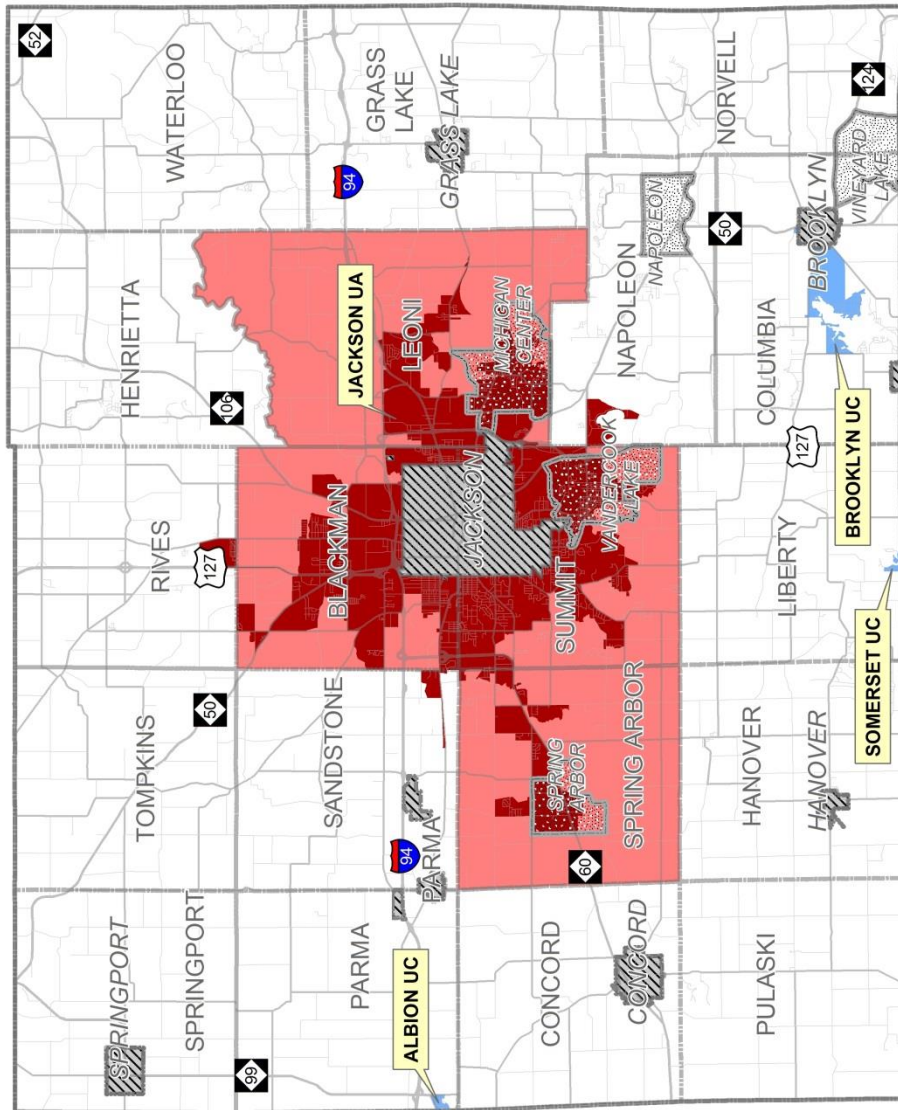 52
SPRINGPORT
TOMPKINS
RIVES
HENRIETTA
WATERLOO
SPRINGPORT
50
127
106
99
PARMA
SANDSTONE
BLACKMAN
JACKSON UA
94
GRASS
LAKE
ALBION UC
94
PARMA
LEONI
GRASS LAKE
JACKSON
MICHIGAN
CENTER
CONCORD
SPRING
ARBOR
SUMMIT
60
VANDERCOOK
LAKE
NAPOLEON
NAPOLEON
NORVELL
CONCORD
SPRING ARBOR
50
PULASKI
HANOVER
LIBERTY
COLUMBIA
127
HANOVER
BROOKLYN
VINEYARD
LAKE
124
SOMERSET UC
BROOKLYN UC